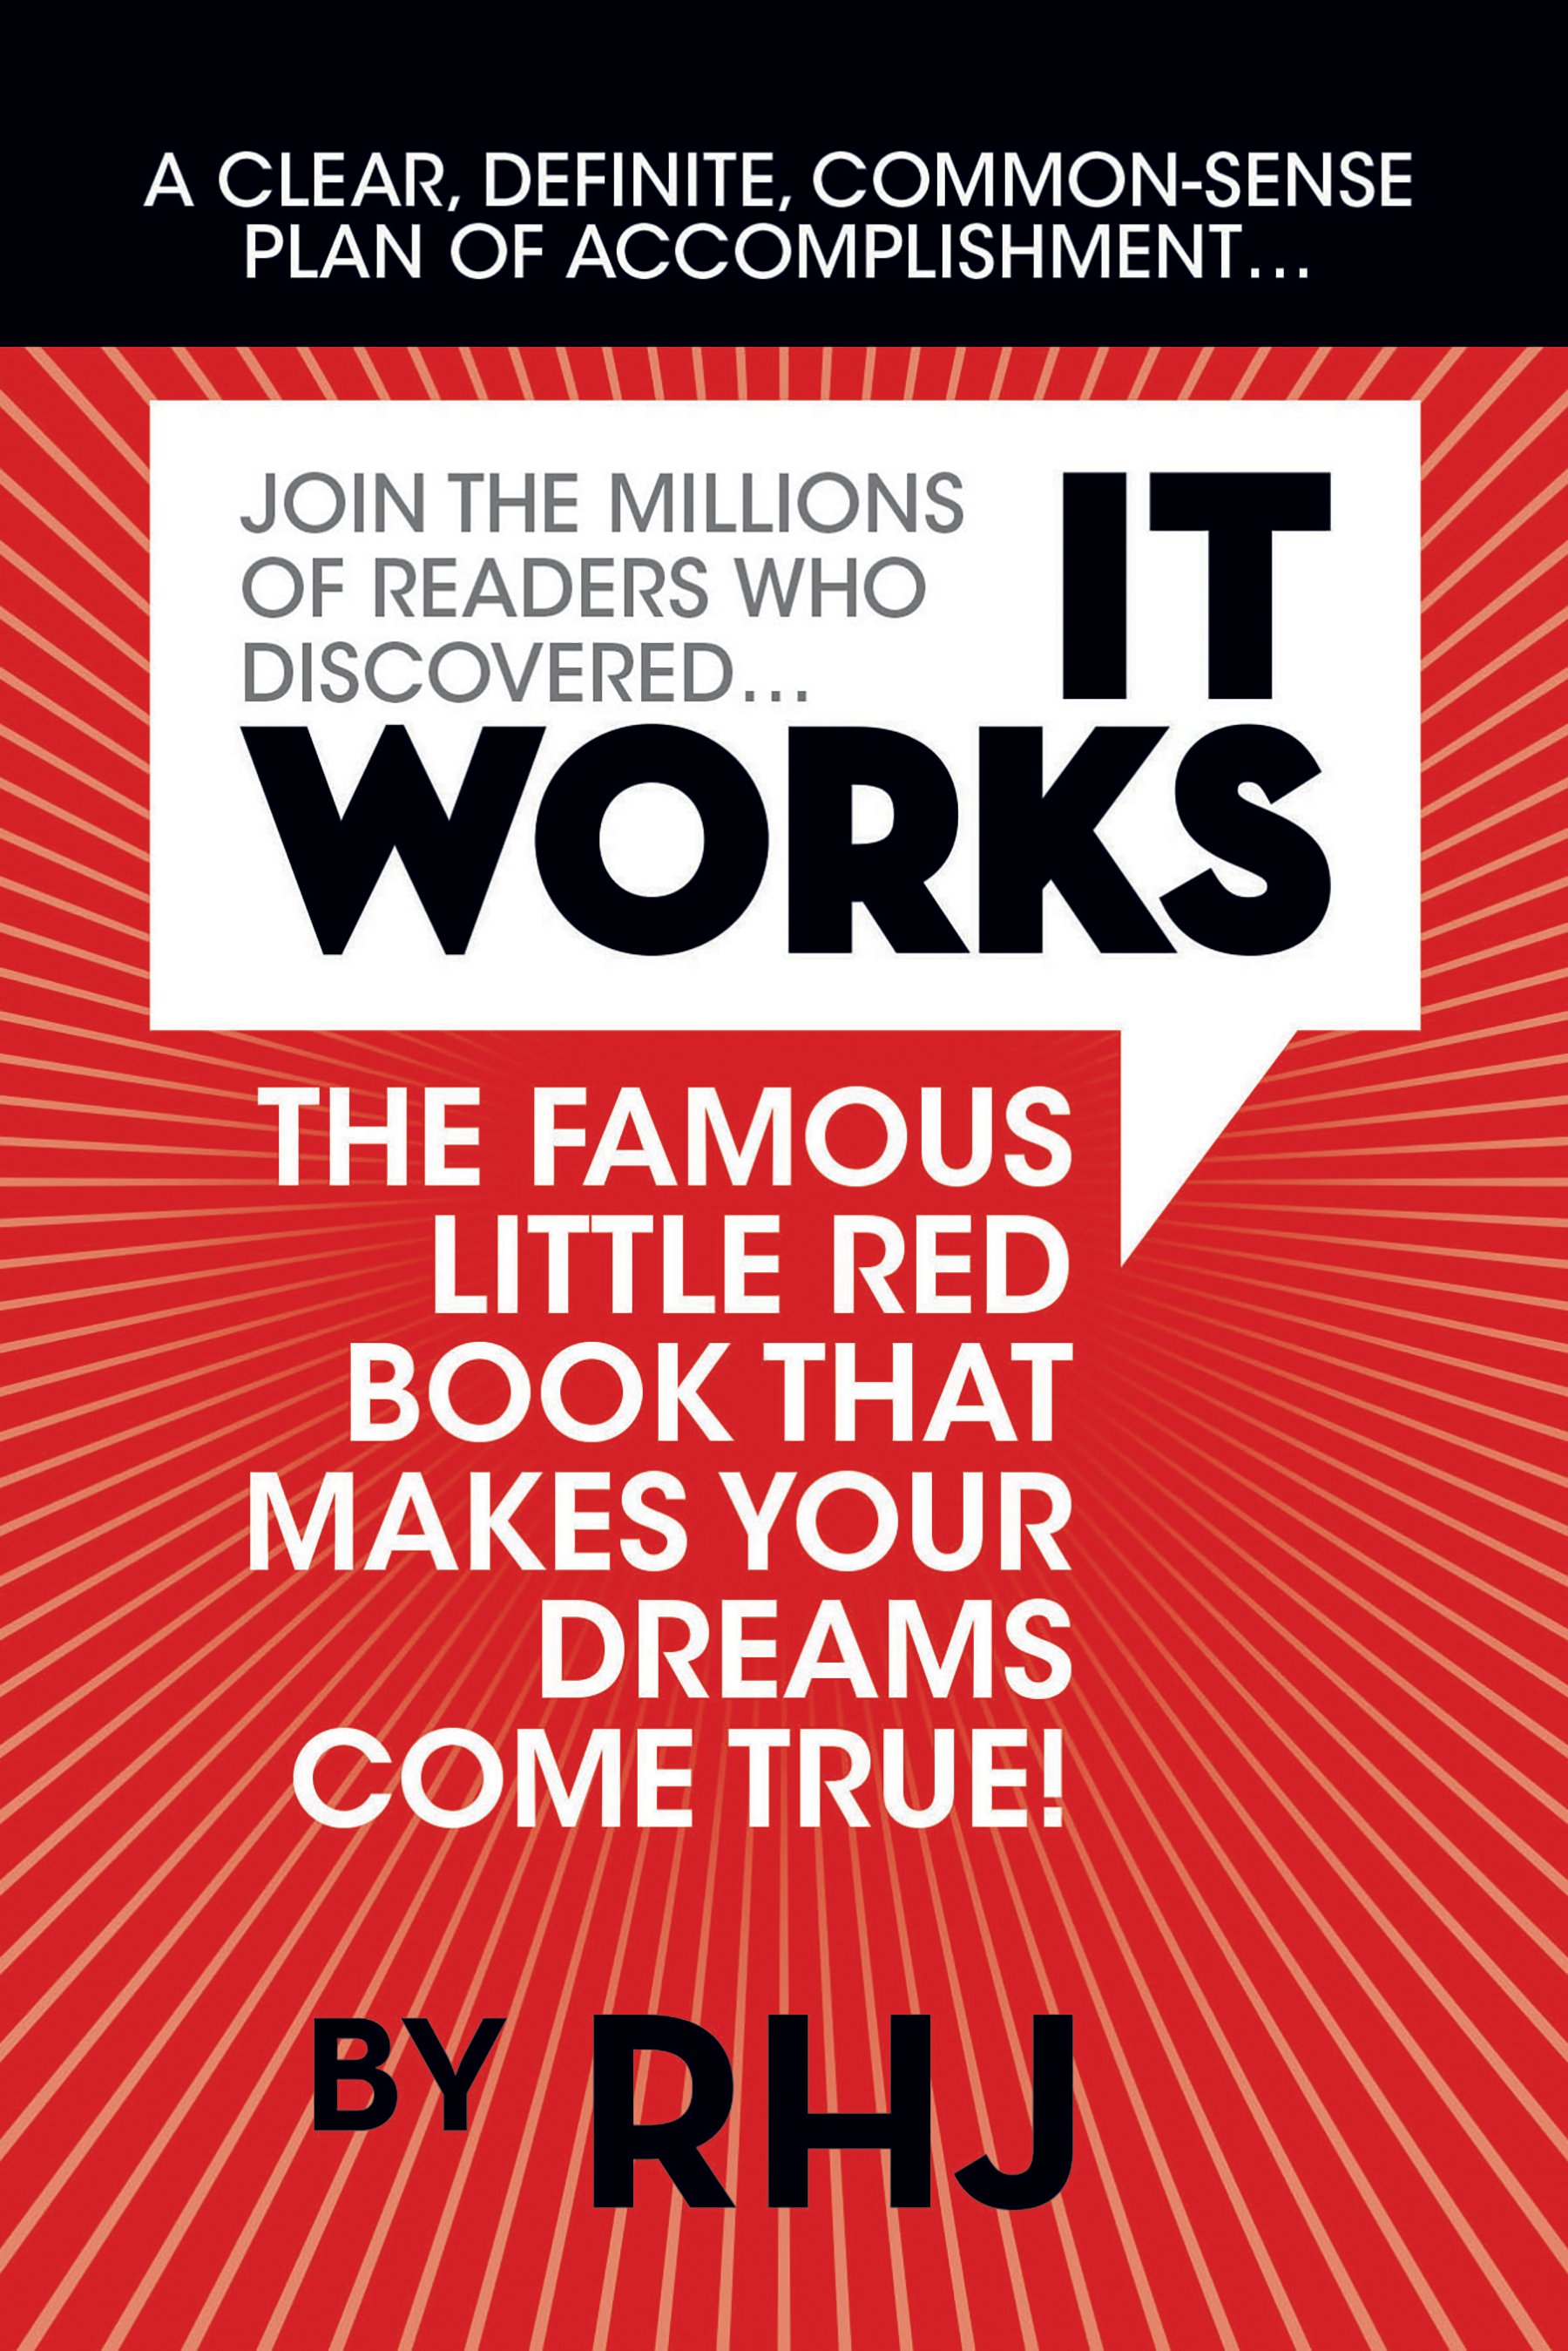 A CLEAR, DEFINITE, COMMON-SENSE
PLAN OF ACCOMPLISHMENT...
JOIN THE MILLIONS
OF READERS WHO
DISCOVERED...
IT
WORKS
THE FAMOUS
LITTLE RED
BOOK THAT
MAKES YOUR
DREAMS
COME TRUE!
BY RHJ